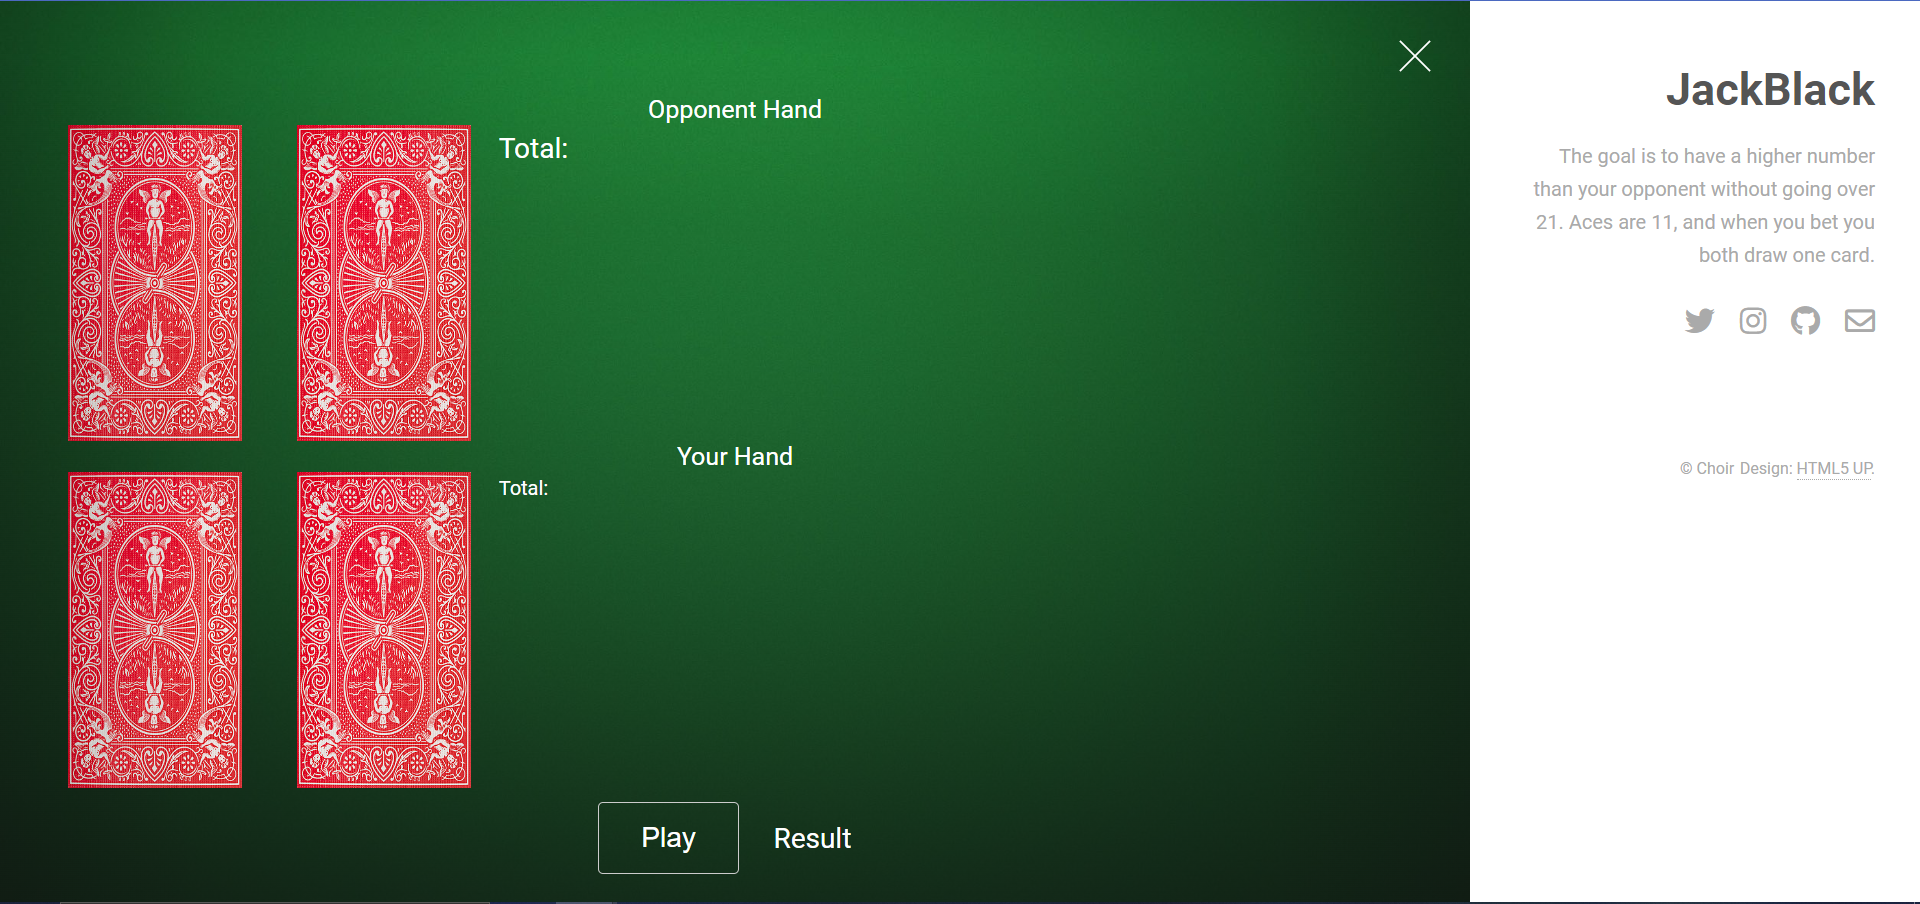 Opponent Hand
Total:
Your Hand
Total:
Play
Result
JackBlack
The goal is to have a higher number
than your opponent without going over
21. Aces are 11, and when you bet you
both draw one card.
© Choir Design: HTML5 UP.